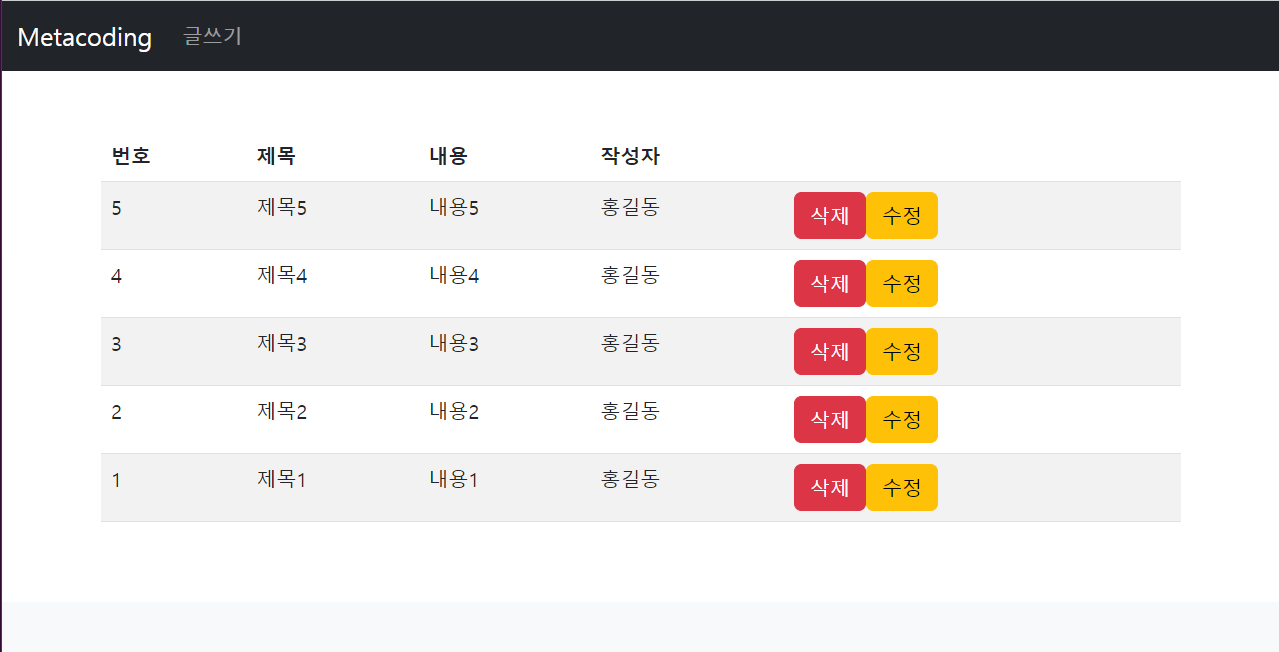 Metacoding 글쓰기
번호 제목 내용 작성자
5 제목5 내용5 홍길동 삭제 수정
4 제목4 내용4 홍길동 삭제 수정
3 제목3 내용3 홍길동 삭제 수정
2 제목2 내용2 홍길동 삭제 수정
1 제목1 내용1 홍길동 삭제 수정